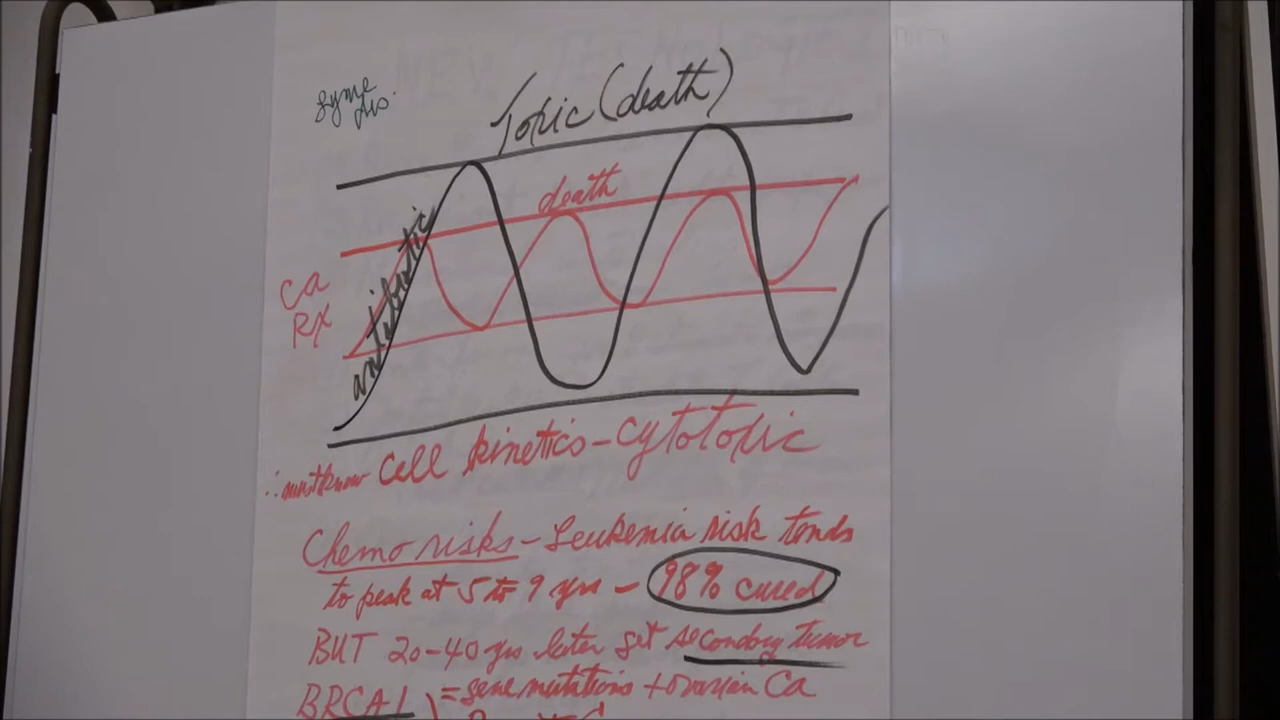 Lyme
Dis.
Toxic (death)
death
antibiotic
Ca
RX
∴ must know Cell kinetics - Cytotoxic
Chemo risks - Leukemia risk tends
to peak at 5 to 9 yrs - 98% cured
BUT 20-40 yrs later get secondary tumor
BRCA1 } = gene mutations + ovarian Ca